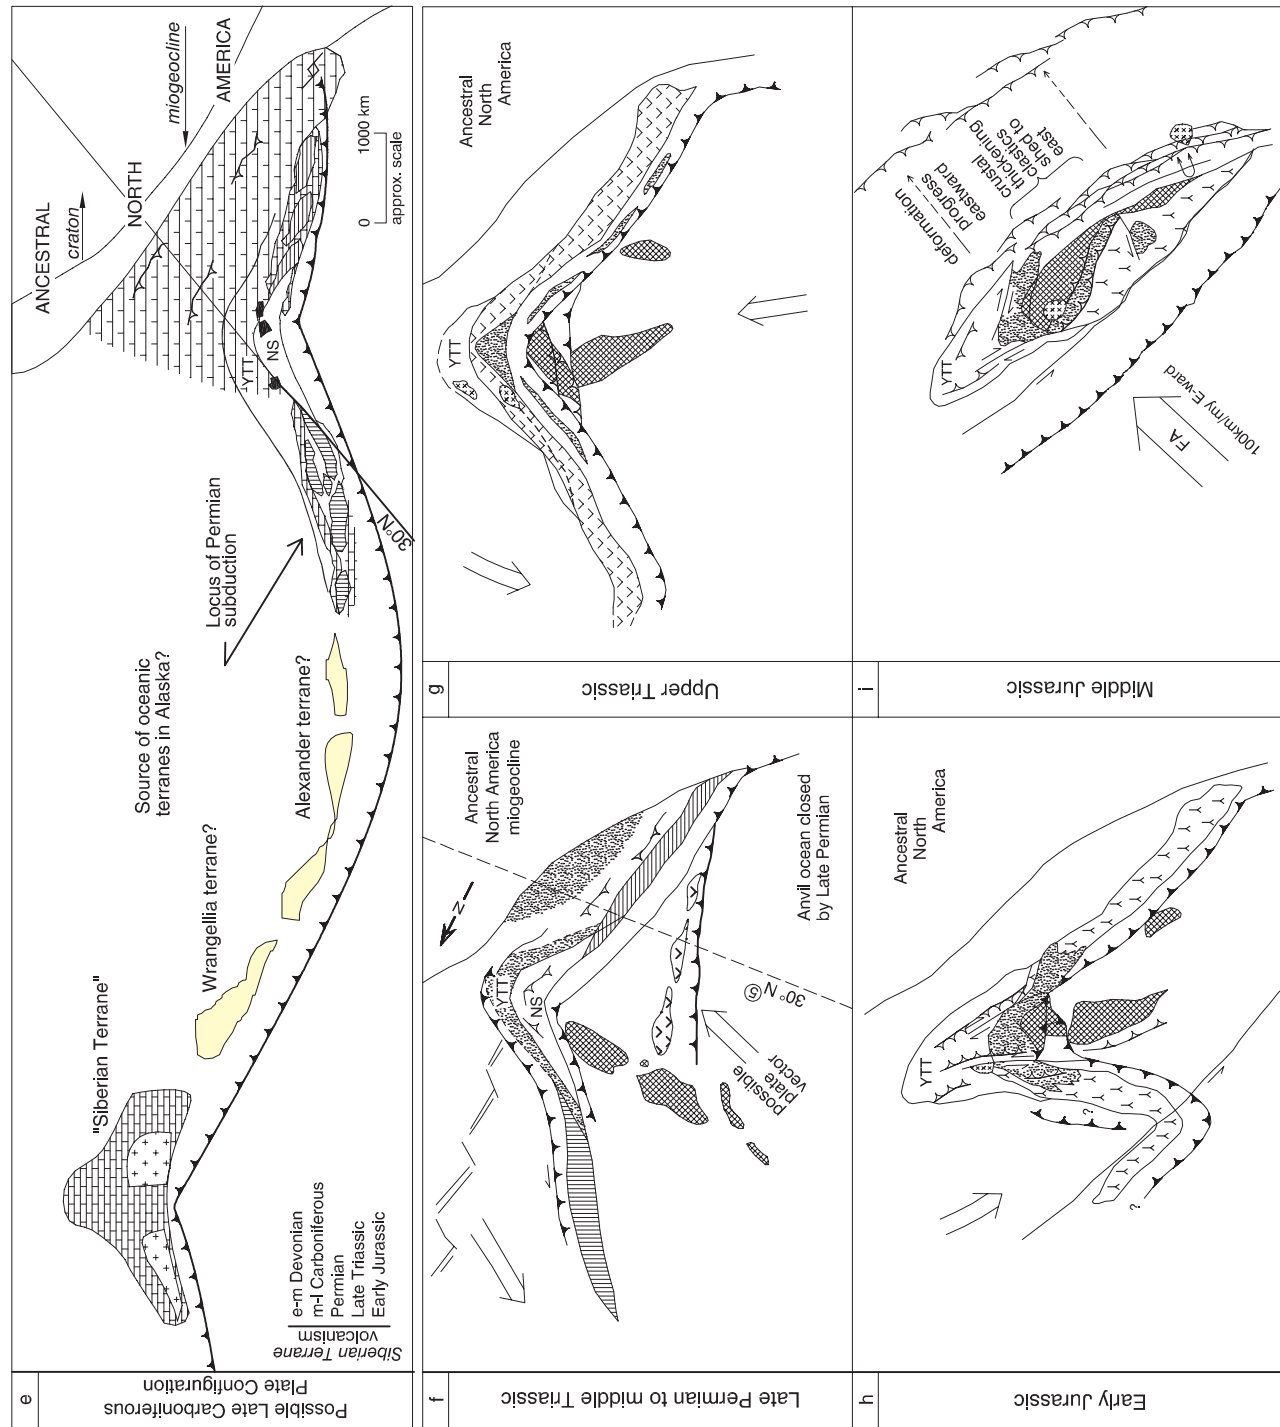 e
Possible Late Carboniferous
Plate Configuration
Siberian Terrane
volcanism
e-m Devonian
m-l Carboniferous
Permian
Late Triassic
Early Jurassic
"Siberian Terrane"
Wrangellia terrane?
Source of oceanic
terranes in Alaska?
Alexander terrane?
Locus of Permian
subduction
30°N
YTT
NS
ANCESTRAL
craton
NORTH
miogeocline
AMERICA
0
1000 km
approx. scale
f
Late Permian to middle Triassic
YTT
NS
N
Ancestral
North America
miogeocline
possible
plate
vector
30° N
5
Anvil ocean closed
by Late Permian
g
Upper Triassic
YTT
Ancestral
North
America
h
Early Jurassic
YTT
?
?
Ancestral
North
America
i
Middle Jurassic
YTT
FA
100km/my E-ward
deformation
progress
eastward
crustal
thickening
clastics
shed to
east